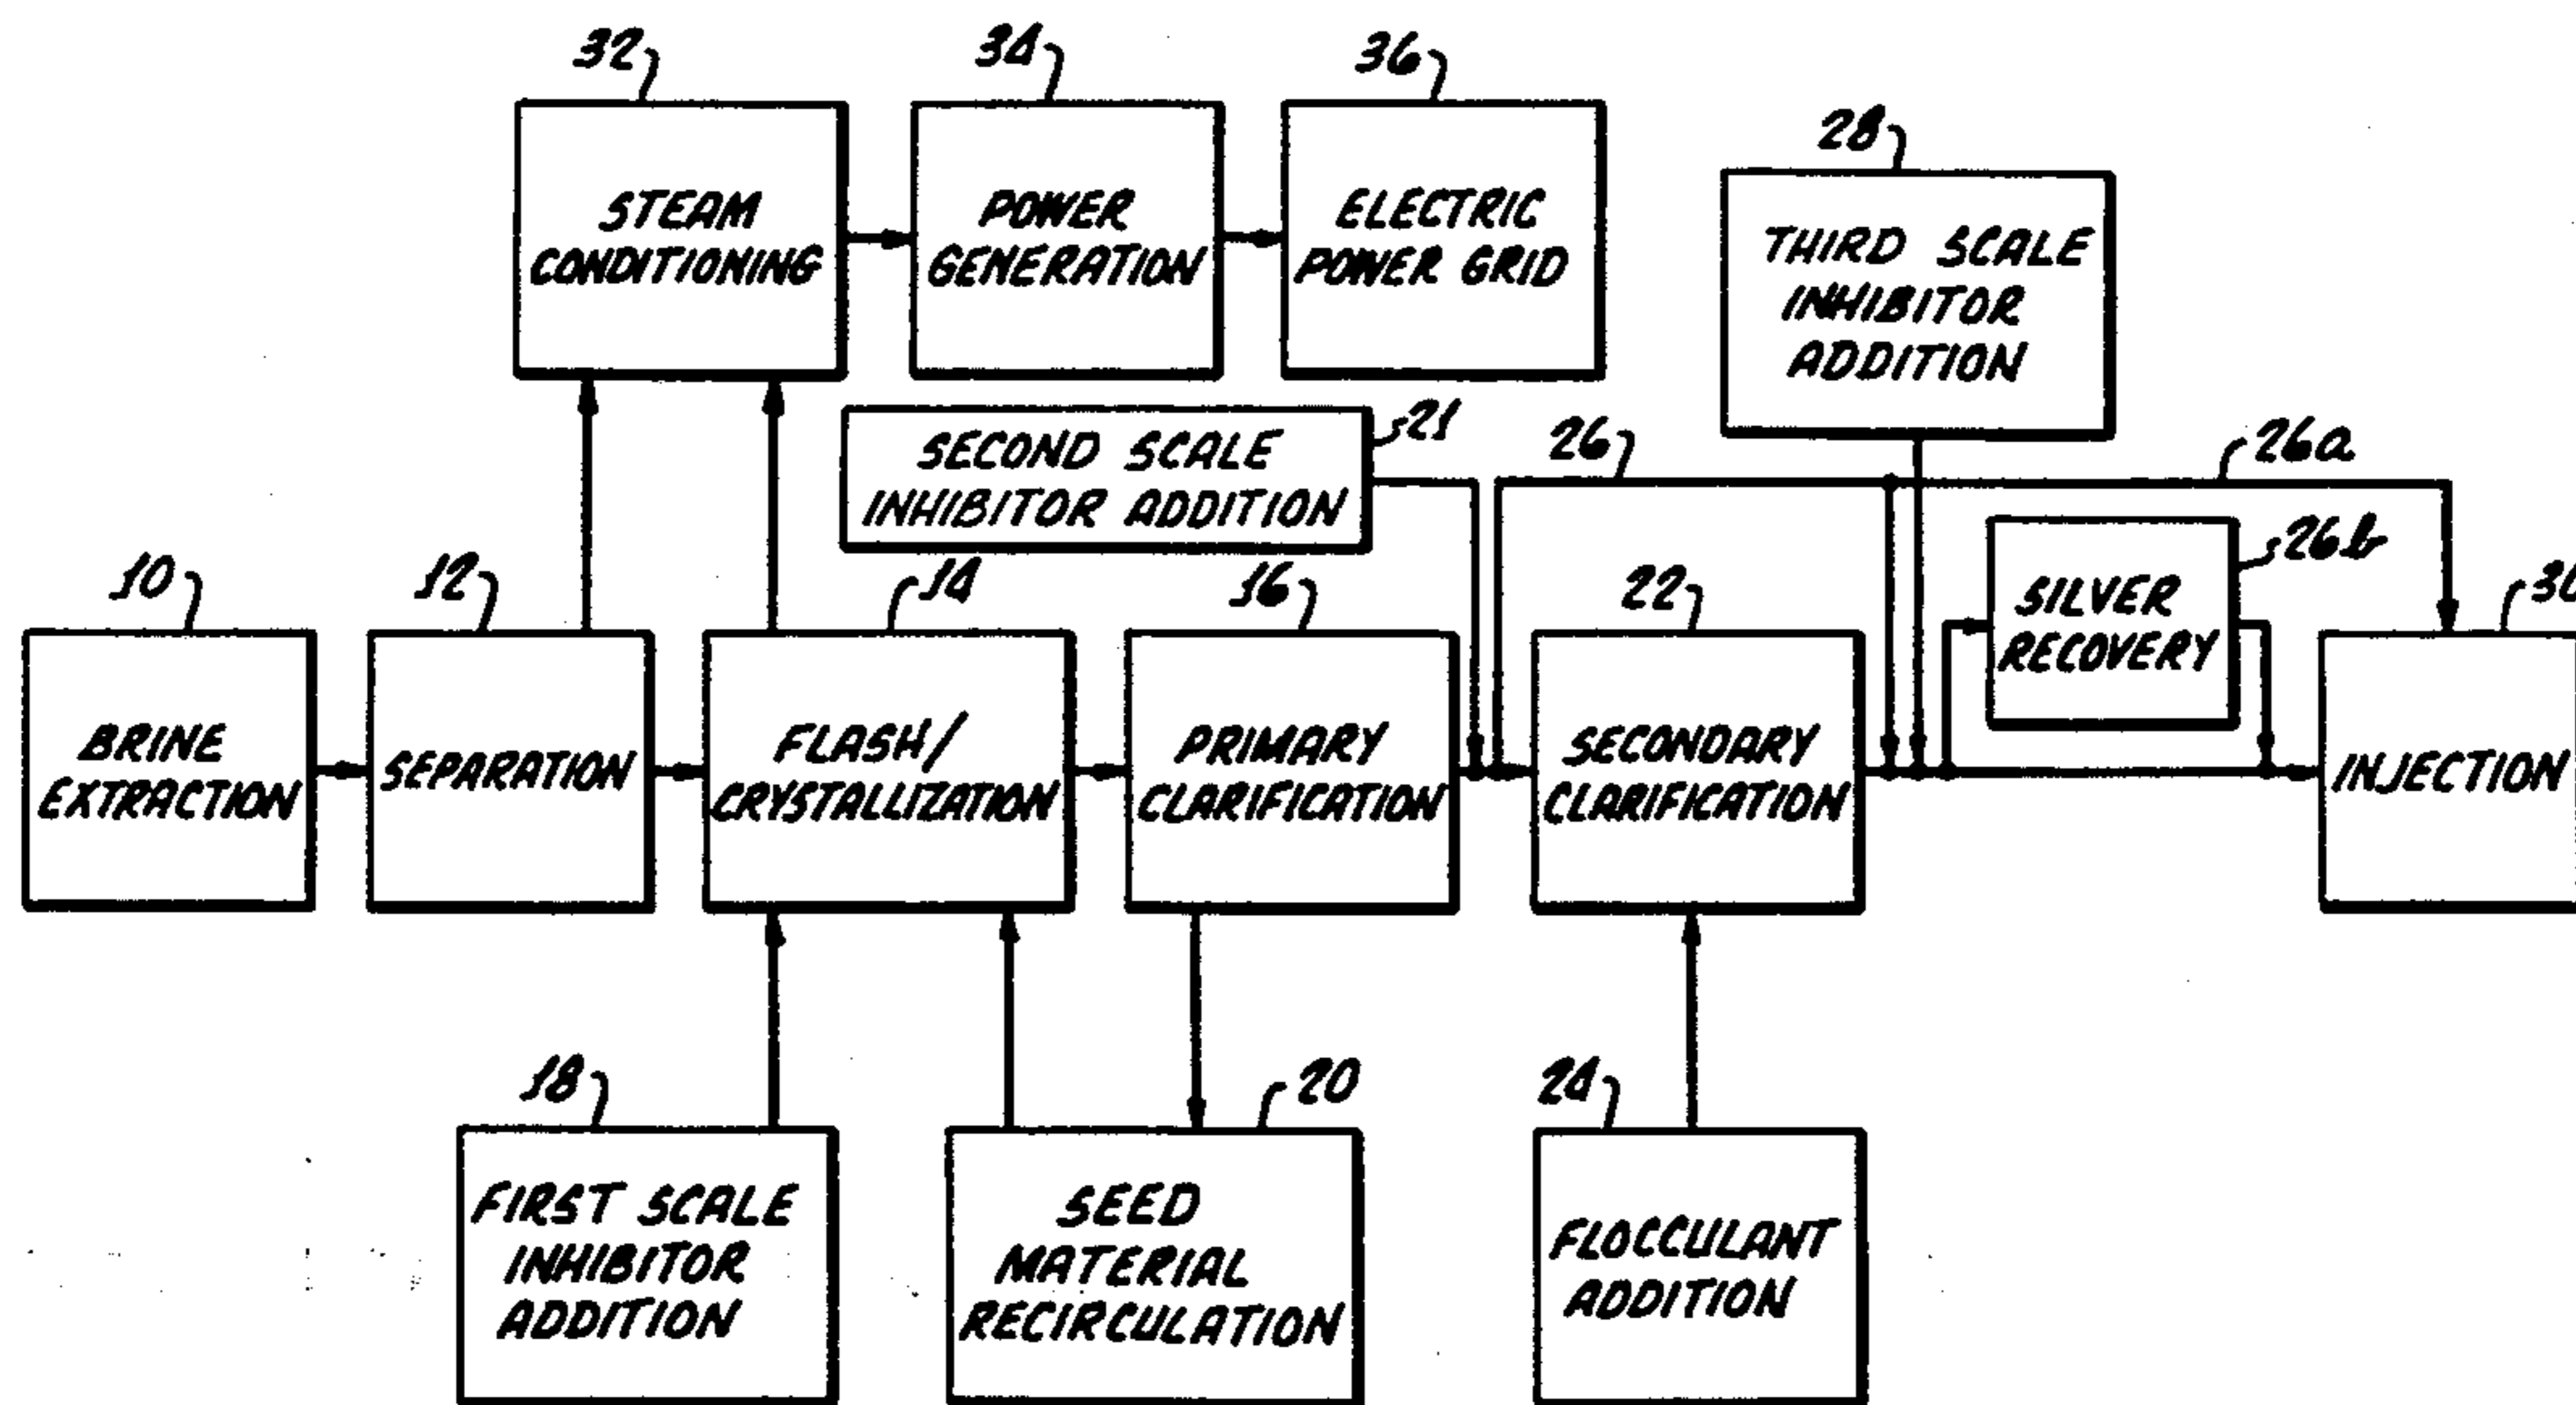 32
34
36
28
STEAM
CONDITIONING
POWER
GENERATION
ELECTRIC
POWER GRID
THIRD SCALE
INHIBITOR
ADDITION
21
SECOND SCALE
INHIBITOR ADDITION
26
26a
26b
10
12
14
16
22
SILVER
RECOVERY
30
BRINE
EXTRACTION
SEPARATION
FLASH/
CRYSTALLIZATION
PRIMARY
CLARIFICATION
SECONDARY
CLARIFICATION
INJECTION
18
20
24
FIRST SCALE
INHIBITOR
ADDITION
SEED
MATERIAL
RECIRCULATION
FLOCCULANT
ADDITION